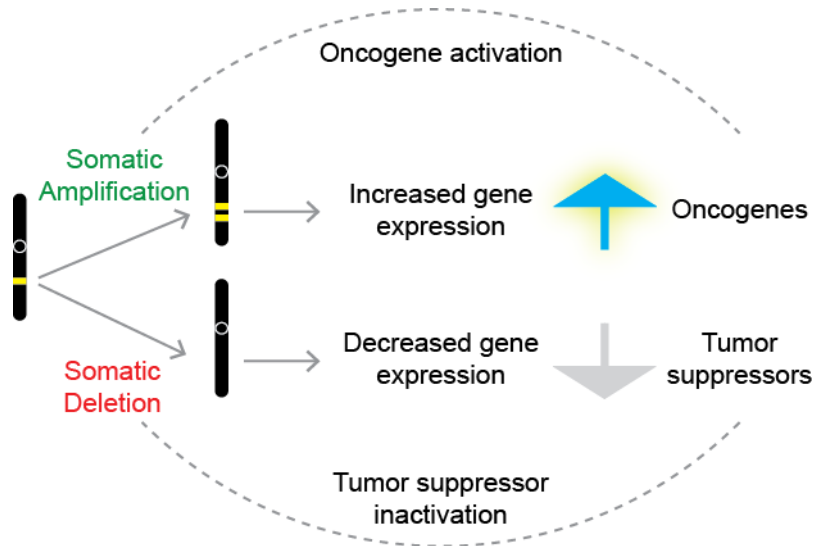 Oncogene activation
Somatic
Amplification
Increased gene
expression
Oncogenes
Somatic
Deletion
Decreased gene
expression
Tumor
suppressors
Tumor suppressor
inactivation